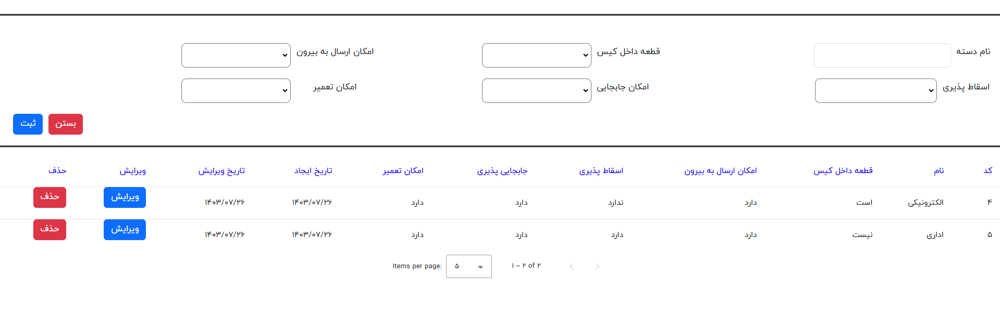 نام دسته قطعه داخل کیس امکان ارسال به بیرون
اسقاط پذیری امکان جابجایی امکان تعمیر
بستن ثبت
کد نام قطعه داخل کیس امکان ارسال به بیرون اسقاط پذیری جابجایی پذیری امکان تعمیر تاریخ ایجاد تاریخ ویرایش ویرایش حذف
۴ الکترونیکی است دارد ندارد دارد دارد ۱۴۰۳/۰۷/۲۶ ۱۴۰۳/۰۷/۲۶ ویرایش حذف
۵ اداری نیست دارد دارد دارد دارد ۱۴۰۳/۰۷/۲۶ ۱۴۰۳/۰۷/۲۶ ویرایش حذف
Items per page: ۵ ۱ – ۲ of ۲